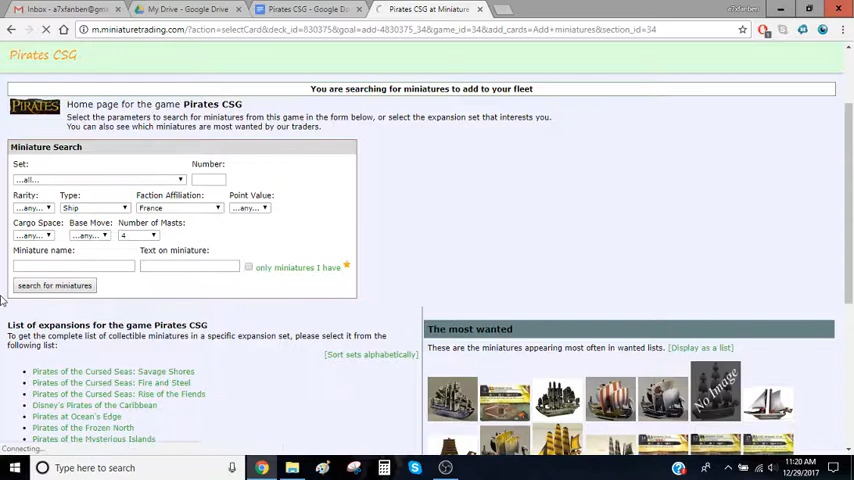 Inbox - a7xfanben@gma
My Drive - Google Drive
Pirates CSG - Google Do
Pirates CSG at Miniature
a7xfanben
m.miniaturetrading.com/?action=selectCard&deck_id=830375&goal=add-4830375_34&game_id=34&add_cards=Add+miniatures&section_id=34
Pirates CSG
You are searching for miniatures to add to your fleet
PIRATES
Home page for the game Pirates CSG
Select the parameters to search for miniatures from this game in the form below, or select the expansion set that interests you.
You can also see which miniatures are most wanted by our traders.
Miniature Search
Set: Number:
...all...
Rarity: Type: Faction Affiliation: Point Value:
...any... Ship France ...any...
Cargo Space: Base Move: Number of Masts:
...any... ...any... 4
Miniature name: Text on miniature:
only miniatures I have
search for miniatures
List of expansions for the game Pirates CSG
To get the complete list of collectible miniatures in a specific expansion set, please select it from the
following list:
[Sort sets alphabetically]
Pirates of the Cursed Seas: Savage Shores
Pirates of the Cursed Seas: Fire and Steel
Pirates of the Cursed Seas: Rise of the Fiends
Disney's Pirates of the Caribbean
Pirates at Ocean's Edge
Pirates of the Frozen North
Pirates of the Mysterious Islands
The most wanted
These are the miniatures appearing most often in wanted lists. [Display as a list]
No Image
Connecting...
Type here to search
11:20 AM
12/29/2017